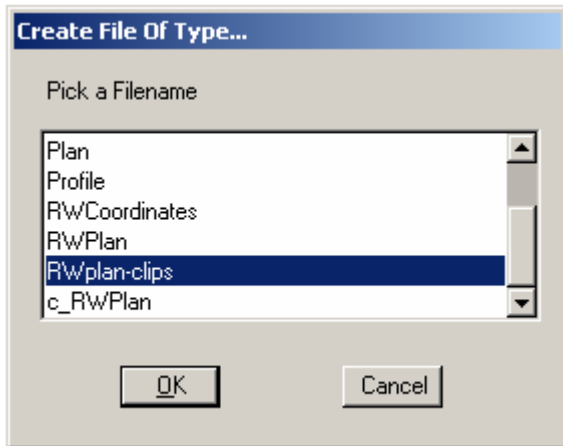 Create File Of Type...
Pick a Filename
Plan
Profile
RWCoordinates
RWPlan
RWplan-clips
c_RWPlan
OK
Cancel